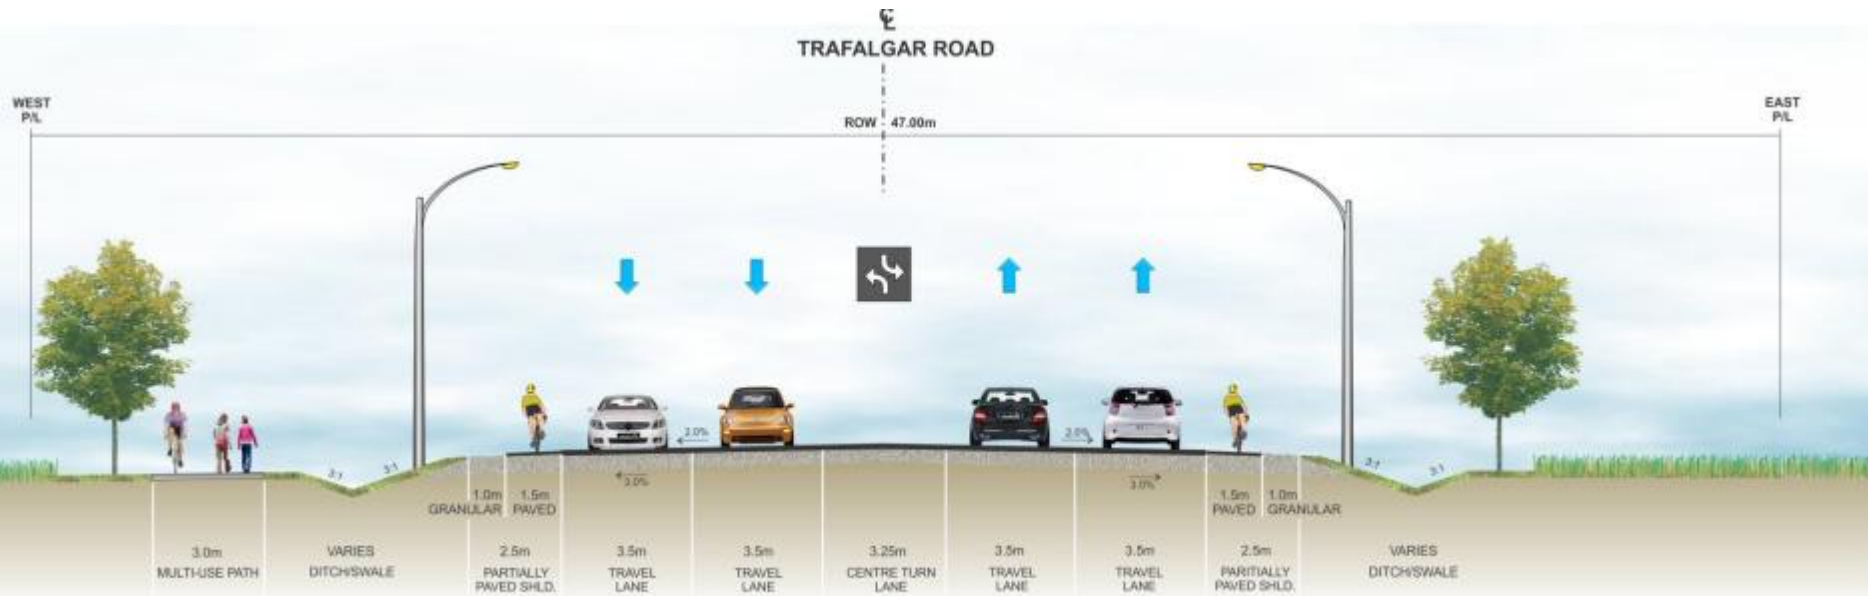 ℄
TRAFALGAR ROAD
WEST
P/L
EAST
P/L
ROW 47.00m
2.0%
2.0%
3:1
3:1
3:1
3:1
3.0%
3.0%
1.0m
GRANULAR
1.5m
PAVED
1.5m
PAVED
1.0m
GRANULAR
3.0m
MULTI-USE PATH
VARIES
DITCH/SWALE
2.5m
PARTIALLY
PAVED SHLD.
3.5m
TRAVEL
LANE
3.5m
TRAVEL
LANE
3.25m
CENTRE TURN
LANE
3.5m
TRAVEL
LANE
3.5m
TRAVEL
LANE
2.5m
PARITIALLY
PAVED SHLD.
VARIES
DITCH/SWALE